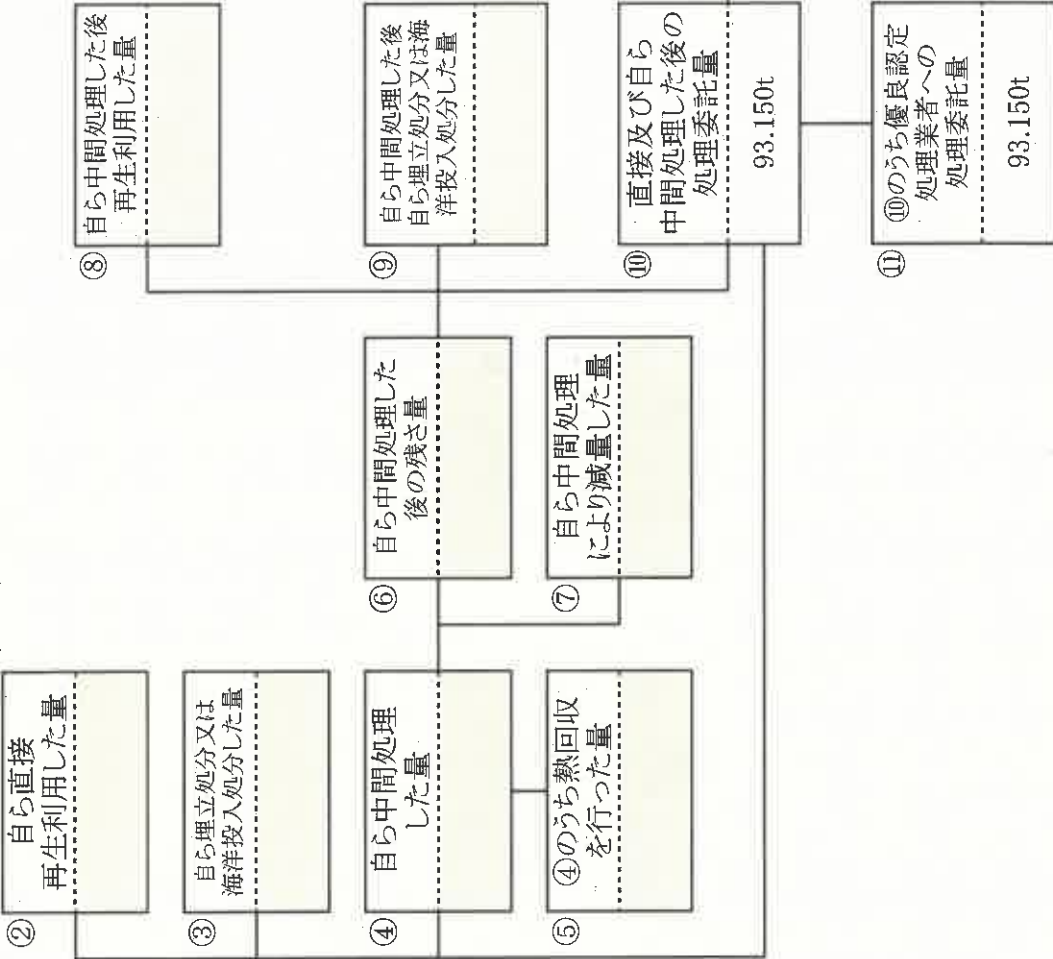 ②
自ら直接
再生利用した量
③
自ら埋立処分又は
海洋投入処分した量
④
自ら中間処理
した量
⑤
④のうち熱回収
を行った量
⑥
自ら中間処理した
後の残さ量
⑦
自ら中間処理
により減量した量
⑧
自ら中間処理した後
再生利用した量
⑨
自ら中間処理した後
自ら埋立処分又は海
洋投入処分した量
⑩
直接及び自ら
中間処理した後の
処理委託量
93.150t
⑪
⑩のうち優良認定
処理業者への
処理委託量
93.150t